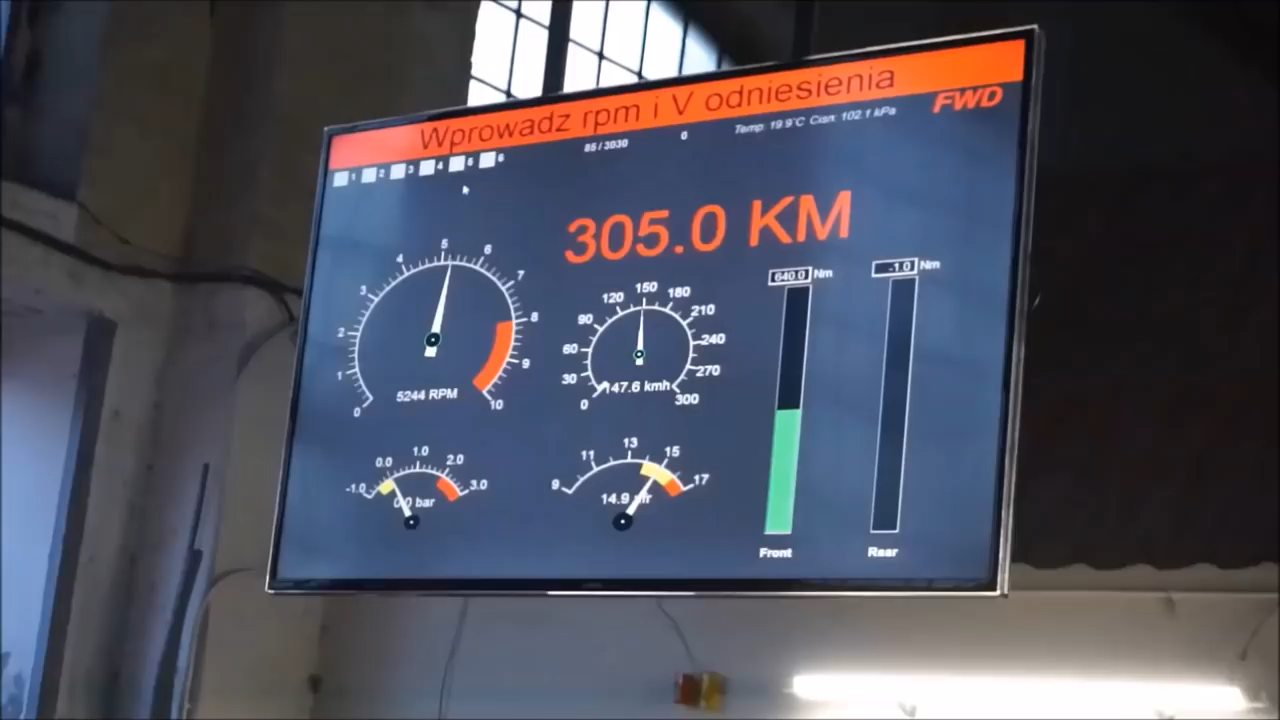 Wprowadz rpm i V odniesienia
FWD
1 2 3 4 5 6
85 / 3030
0
Temp: 19.9°C Cisn: 102.1 kPa
305.0 KM
0 1 2 3 4 5 6 7 8 9 10
5244 RPM
0 30 60 90 120 150 180 210 240 270 300
147.6 kmh
640.0 Nm
-1.0 Nm
-1.0 0.0 1.0 2.0 3.0
bar
9 11 13 15 17
14.9
Front
Rear